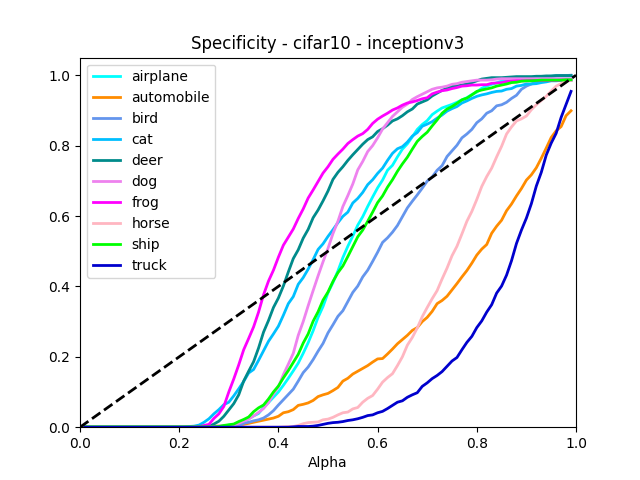 Specificity - cifar10 - inceptionv3
airplane
automobile
bird
cat
deer
dog
frog
horse
ship
truck
1.0
0.8
0.6
0.4
0.2
0.0
0.0 0.2 0.4 0.6 0.8 1.0
Alpha